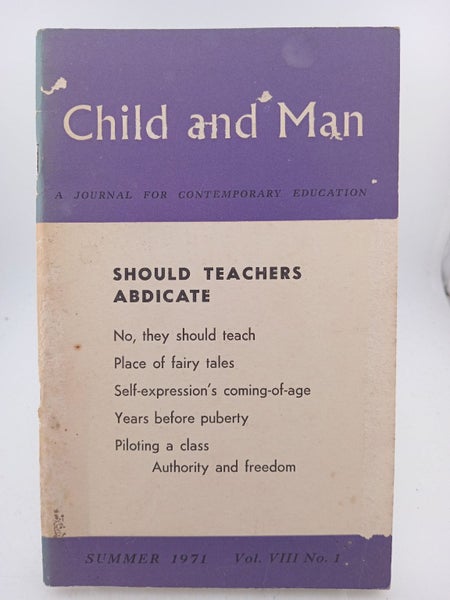 Child and Man
A JOURNAL FOR CONTEMPORARY EDUCATION
SHOULD TEACHERS
ABDICATE
No, they should teach
Place of fairy tales
Self-expression's coming-of-age
Years before puberty
Piloting a class
Authority and freedom
SUMMER 1971 Vol. VIII No. 1